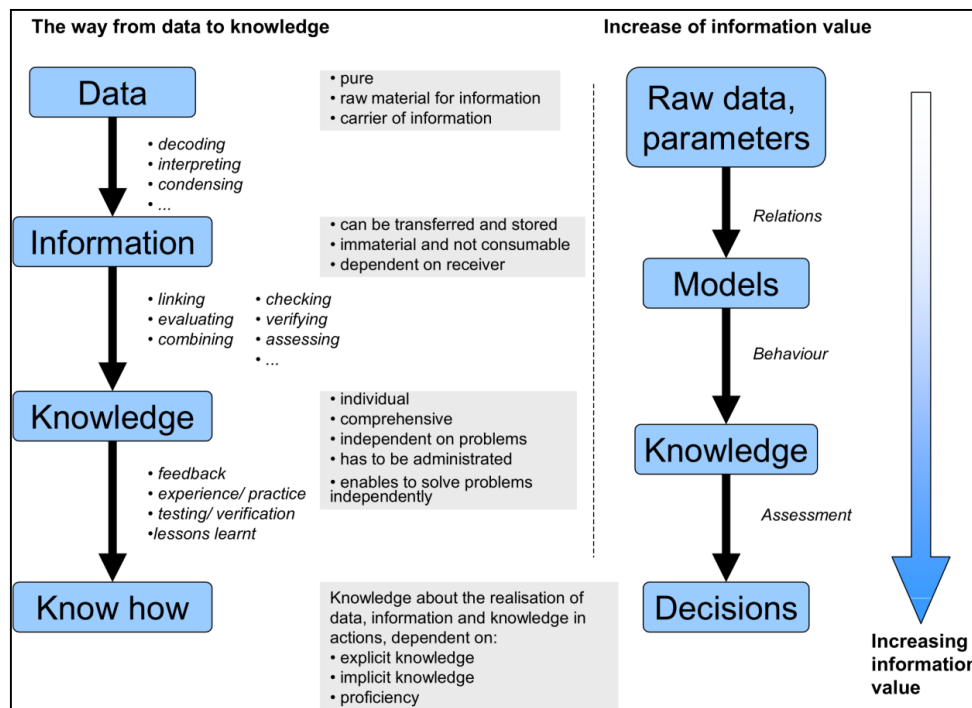 The way from data to knowledge
Data
• pure
• raw material for information
• carrier of information
• decoding
• interpreting
• condensing
• ...
Information
• can be transferred and stored
• immaterial and not consumable
• dependent on receiver
• linking
• evaluating
• combining
• checking
• verifying
• assessing
• ...
Knowledge
• individual
• comprehensive
• independent on problems
• has to be administrated
• enables to solve problems
independently
• feedback
• experience/ practice
• testing/ verification
•lessons learnt
Know how
Knowledge about the realisation of
data, information and knowledge in
actions, dependent on:
• explicit knowledge
• implicit knowledge
• proficiency
Increase of information value
Raw data,
parameters
Relations
Models
Behaviour
Knowledge
Assessment
Decisions
Increasing
information
value